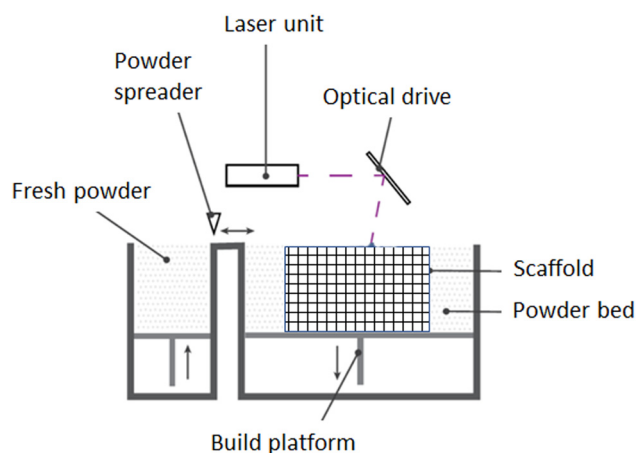 Laser unit
Powder
spreader
Optical drive
Fresh powder
Scaffold
Powder bed
Build platform